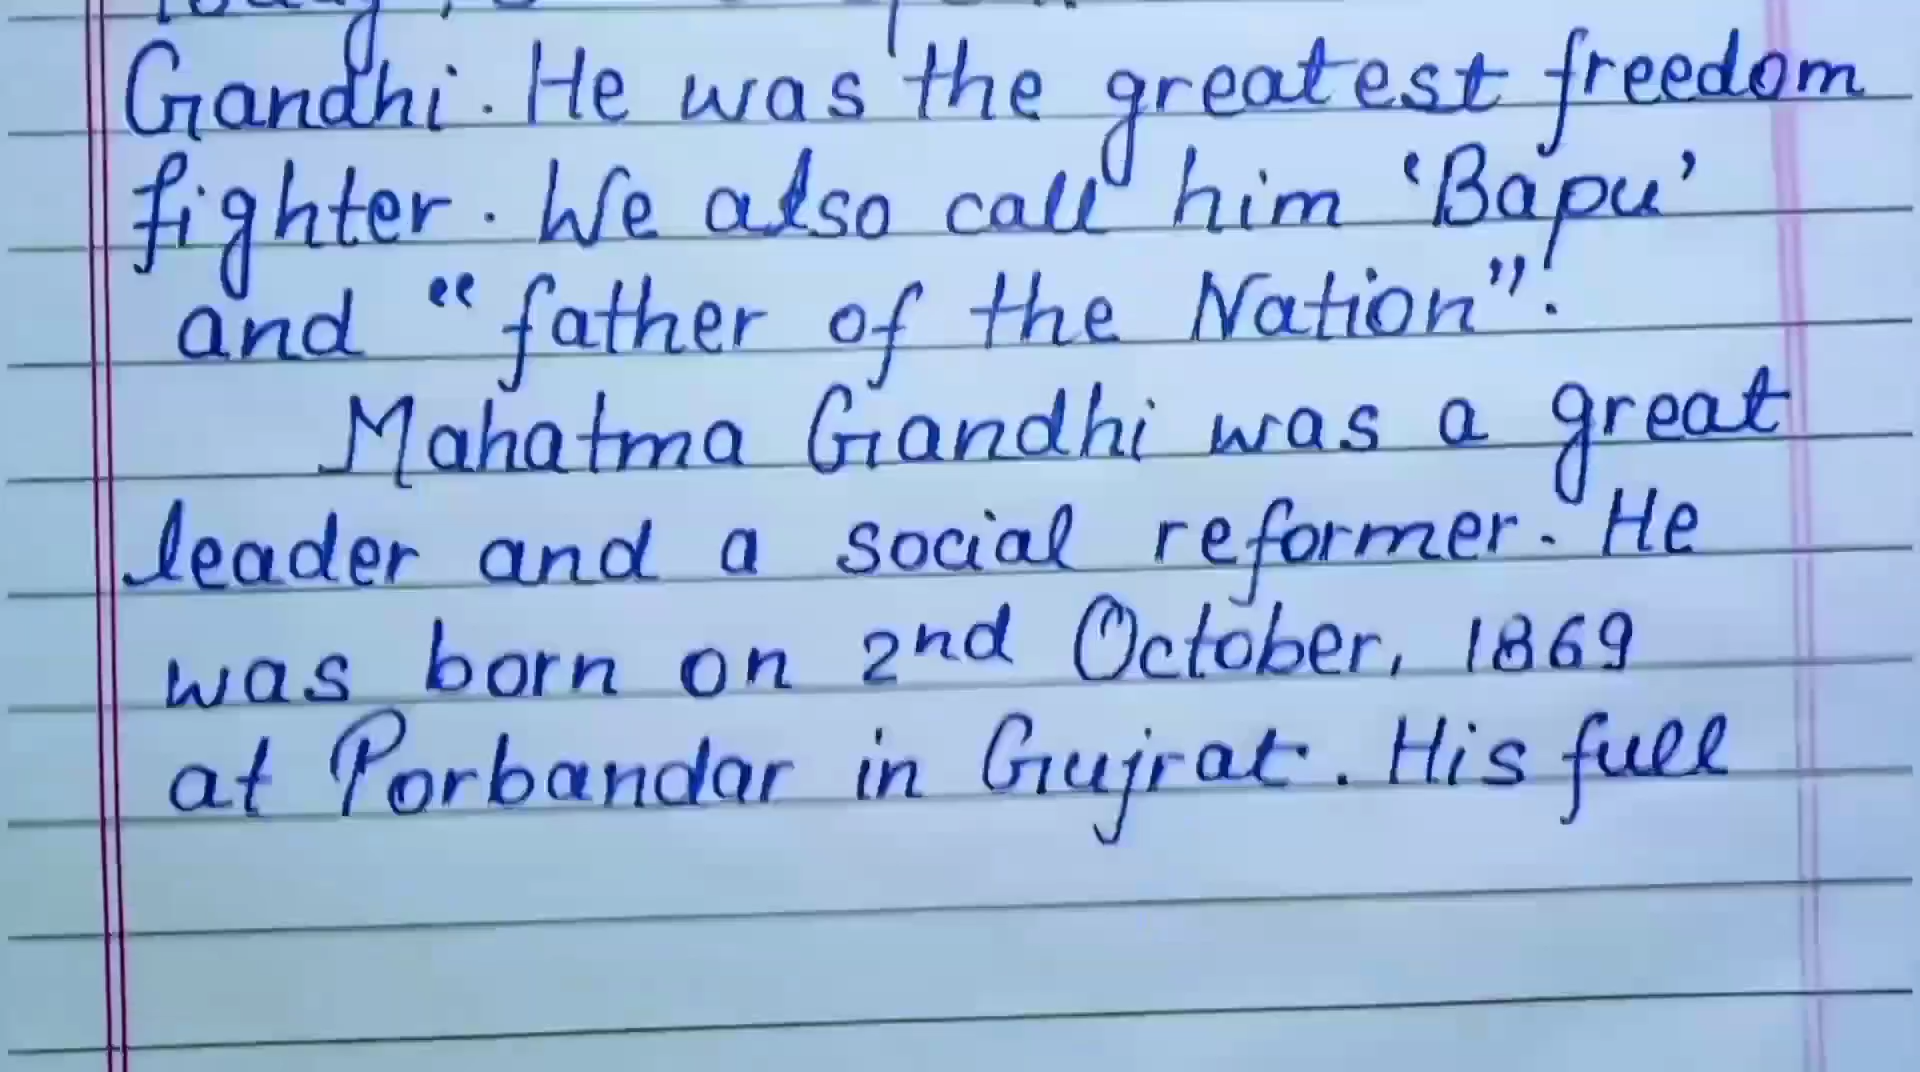 Gandhi. He was the greatest freedom
fighter. We also call him 'Bapu'
and "father of the Nation".
Mahatma Gandhi was a great
leader and a social reformer. He
was born on 2nd October, 1869
at Porbandar in Gujrat. His full